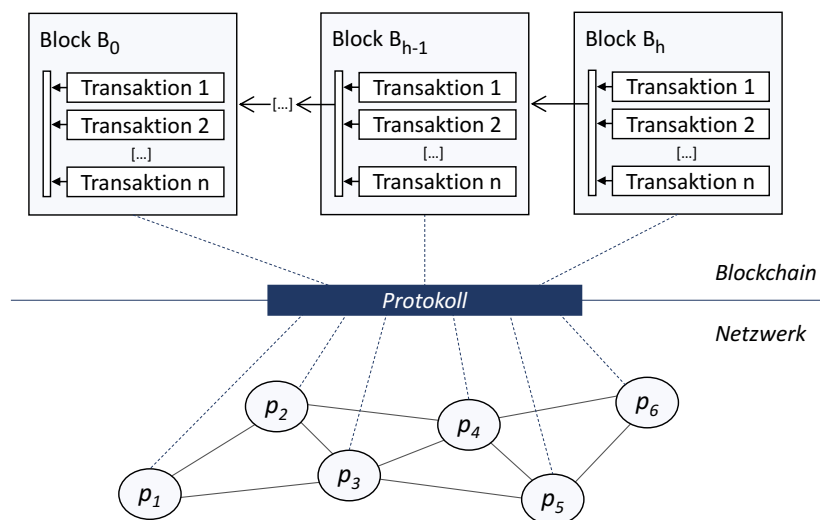 Block B0
Transaktion 1
Transaktion 2
[...]
Transaktion n
[...]
Block Bh-1
Transaktion 1
Transaktion 2
[...]
Transaktion n
Block Bh
Transaktion 1
Transaktion 2
[...]
Transaktion n
Blockchain
Protokoll
Netzwerk
p1
p2
p3
p4
p5
p6